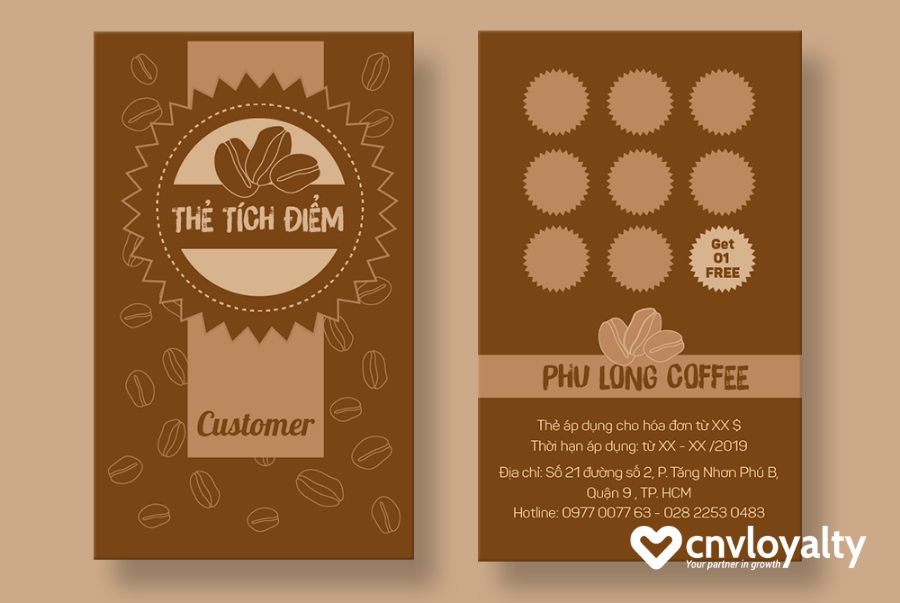 THẺ TÍCH ĐIỂM
Customer
Get
01
FREE
PHU LONG COFFEE
Thẻ áp dụng cho hóa đơn từ XX $
Thời hạn áp dụng: từ XX - XX /2019
Địa chỉ: Số 21 đường số 2, P. Tăng Nhơn Phú B,
Quận 9 , TP. HCM
Hotline: 0977 0077 63 - 028 2253 0483
cnvloyalty
Your partner in growth